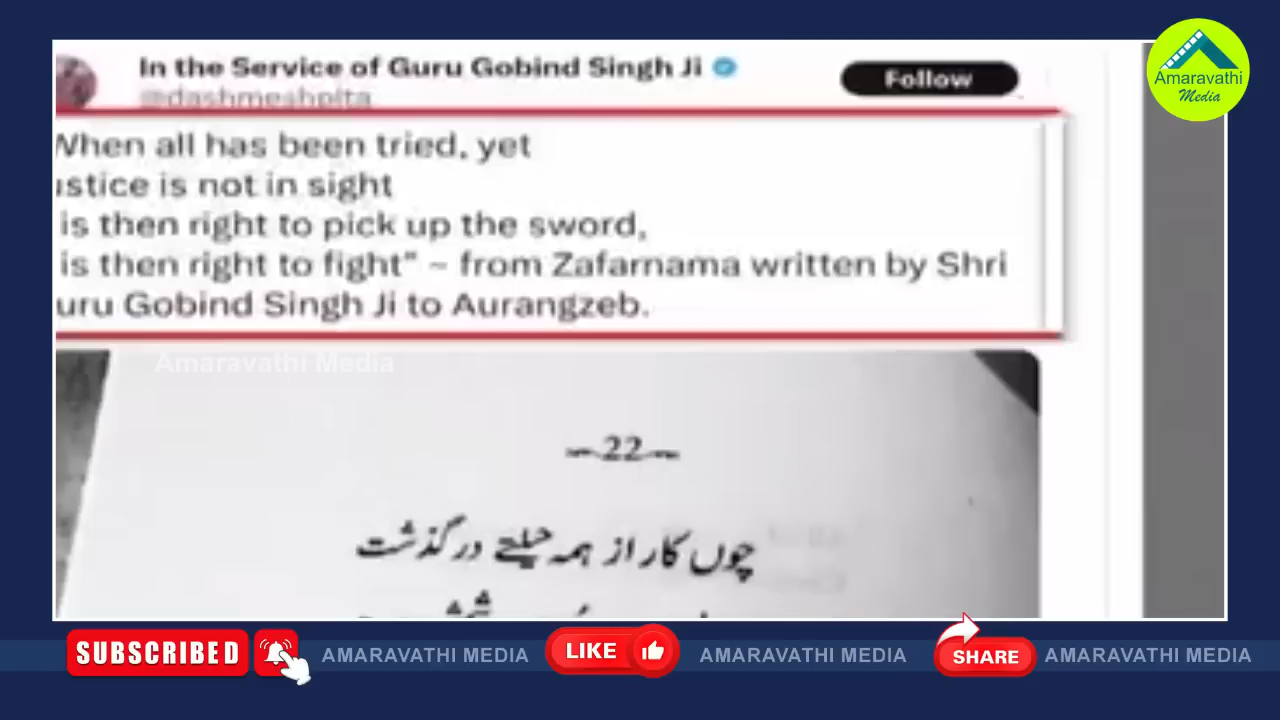 In the Service of Guru Gobind Singh Ji
Follow
@dashmeshpita
When all has been tried, yet
ustice is not in sight
is then right to pick up the sword,
is then right to fight" ~ from Zafarnama written by Shri
uru Gobind Singh Ji to Aurangzeb.
Amaravathi Media
Amaravathi
Media
22
چوں کار از ہمہ حیلتے در گذشت
SUBSCRIBED
AMARAVATHI MEDIA
LIKE
AMARAVATHI MEDIA
SHARE
AMARAVATHI MEDIA